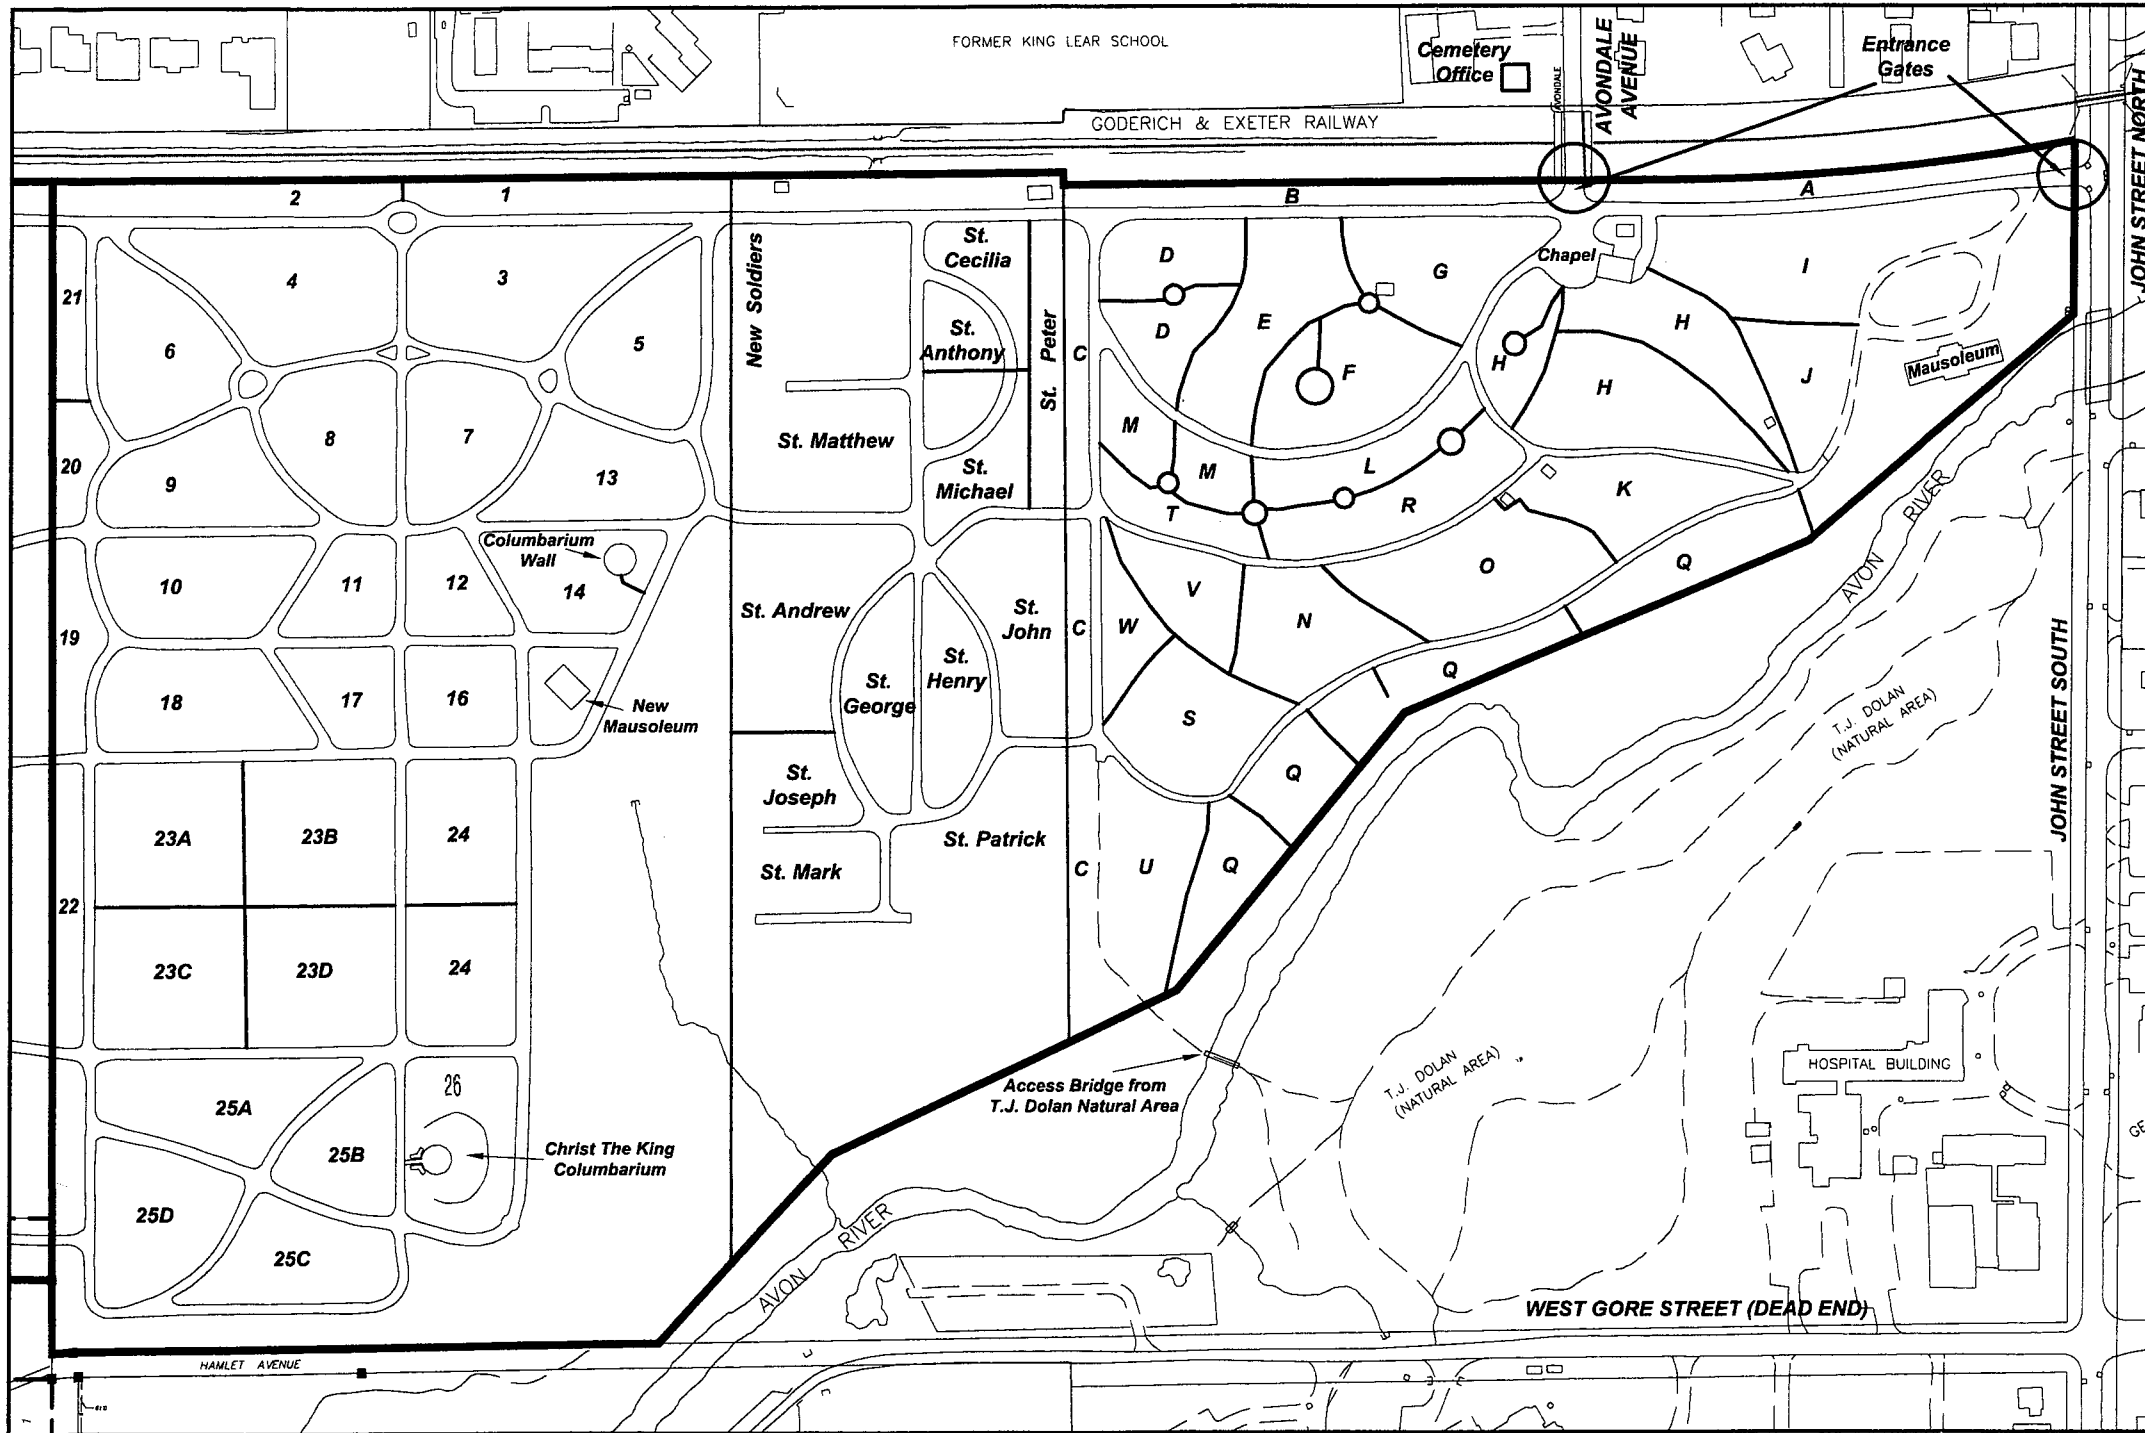 FORMER KING LEAR SCHOOL
Cemetery
Office
AVONDALE
AVONDALE
AVENUE
Entrance
Gates
JOHN STREET NORTH
GODERICH & EXETER RAILWAY
2
1
B
A
New Soldiers
St.
Cecilia
St. Peter
C
D
E
G
Chapel
I
21
4
3
6
5
St.
Anthony
D
F
H
H
H
J
Mausoleum
8
7
St. Matthew
M
M
L
20
9
13
St.
Michael
T
R
K
AVON RIVER
Columbarium
Wall
10
11
12
14
St. Andrew
St.
John
C
W
V
N
O
Q
19
18
17
16
New
Mausoleum
St.
George
St.
Henry
S
Q
T.J. DOLAN
(NATURAL AREA)
JOHN STREET SOUTH
St.
Joseph
Q
23A
23B
24
St. Mark
St. Patrick
C
U
Q
22
23C
23D
24
Access Bridge from
T.J. Dolan Natural Area
T.J. DOLAN
(NATURAL AREA)
HOSPITAL BUILDING
25A
26
25B
Christ The King
Columbarium
25D
25C
AVON RIVER
WEST GORE STREET (DEAD END)
HAMLET AVENUE